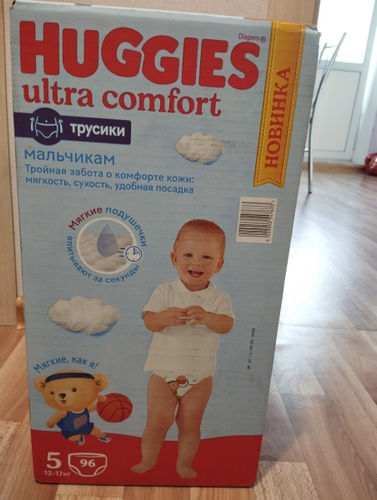 Diapers
HUGGIES
ultra comfort
трусики
НОВИНКА
мальчикам
Тройная забота о комфорте кожи:
мягкость, сухость, удобная посадка
Мягкие подушечки
впитывают за секунды
Мягкие, как я!
5
12-17кг
96